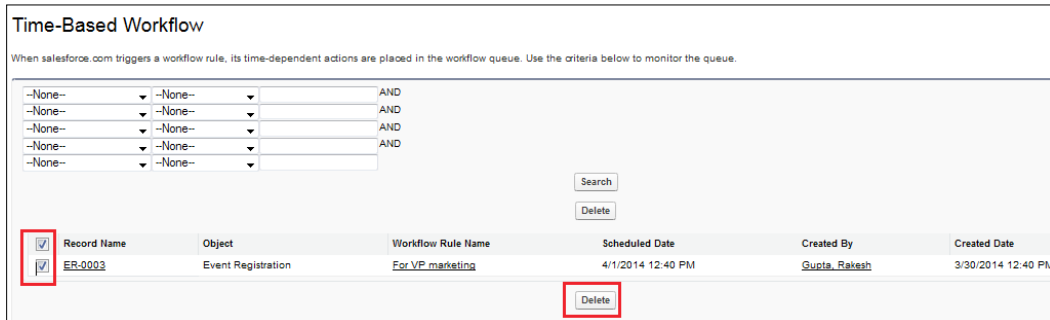 Time-Based Workflow
When salesforce.com triggers a workflow rule, its time-dependent actions are placed in the workflow queue. Use the criteria below to monitor the queue.
--None-- --None-- AND
--None-- --None-- AND
--None-- --None-- AND
--None-- --None-- AND
--None-- --None--
Search
Delete
Record Name Object Workflow Rule Name Scheduled Date Created By Created Date
ER-0003 Event Registration For VP marketing 4/1/2014 12:40 PM Gupta, Rakesh 3/30/2014 12:40 PM
Delete